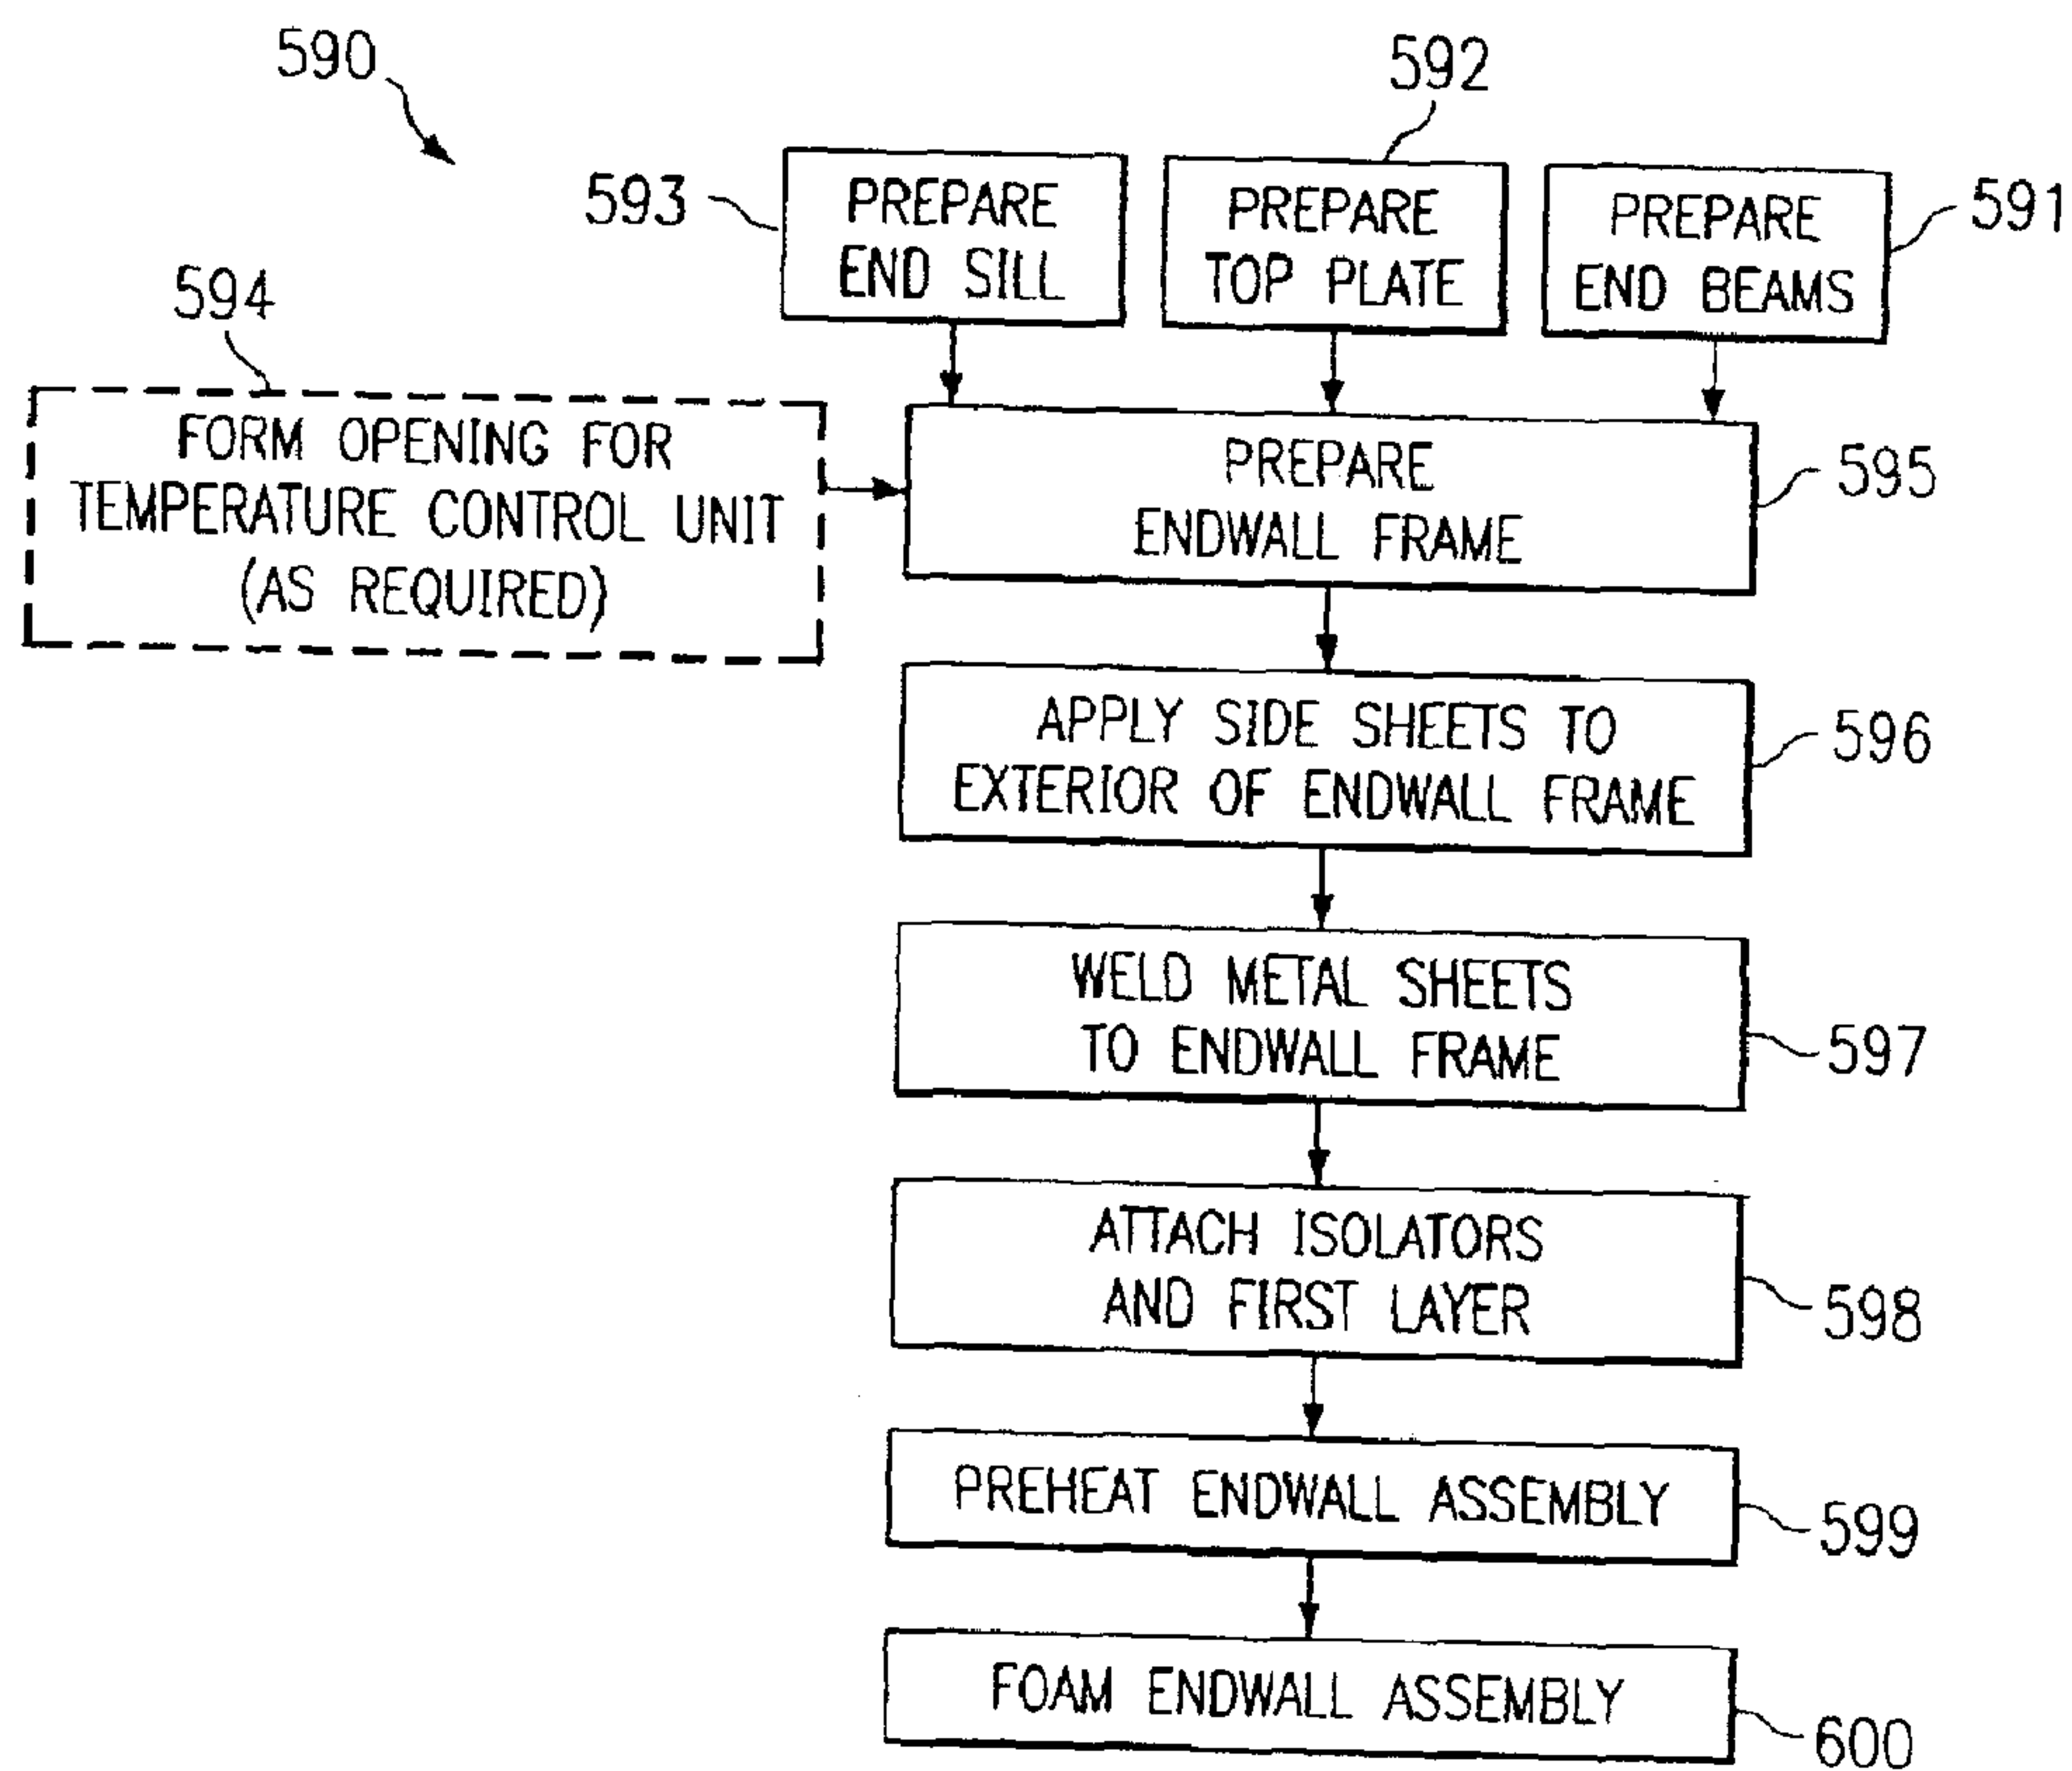 590
592
593
PREPARE
END SILL
PREPARE
TOP PLATE
PREPARE
END BEAMS
591
594
FORM OPENING FOR
TEMPERATURE CONTROL UNIT
(AS REQUIRED)
PREPARE
ENDWALL FRAME
595
APPLY SIDE SHEETS TO
EXTERIOR OF ENDWALL FRAME
596
WELD METAL SHEETS
TO ENDWALL FRAME
597
ATTACH ISOLATORS
AND FIRST LAYER
598
PREHEAT ENDWALL ASSEMBLY
599
FOAM ENDWALL ASSEMBLY
600